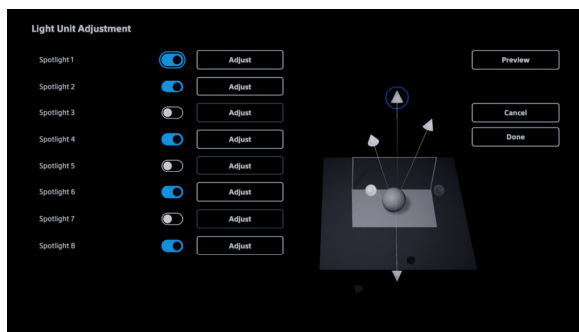 Light Unit Adjustment
Spotlight 1 Adjust Preview
Spotlight 2 Adjust
Spotlight 3 Adjust Cancel
Spotlight 4 Adjust Done
Spotlight 5 Adjust
Spotlight 6 Adjust
Spotlight 7 Adjust
Spotlight 8 Adjust